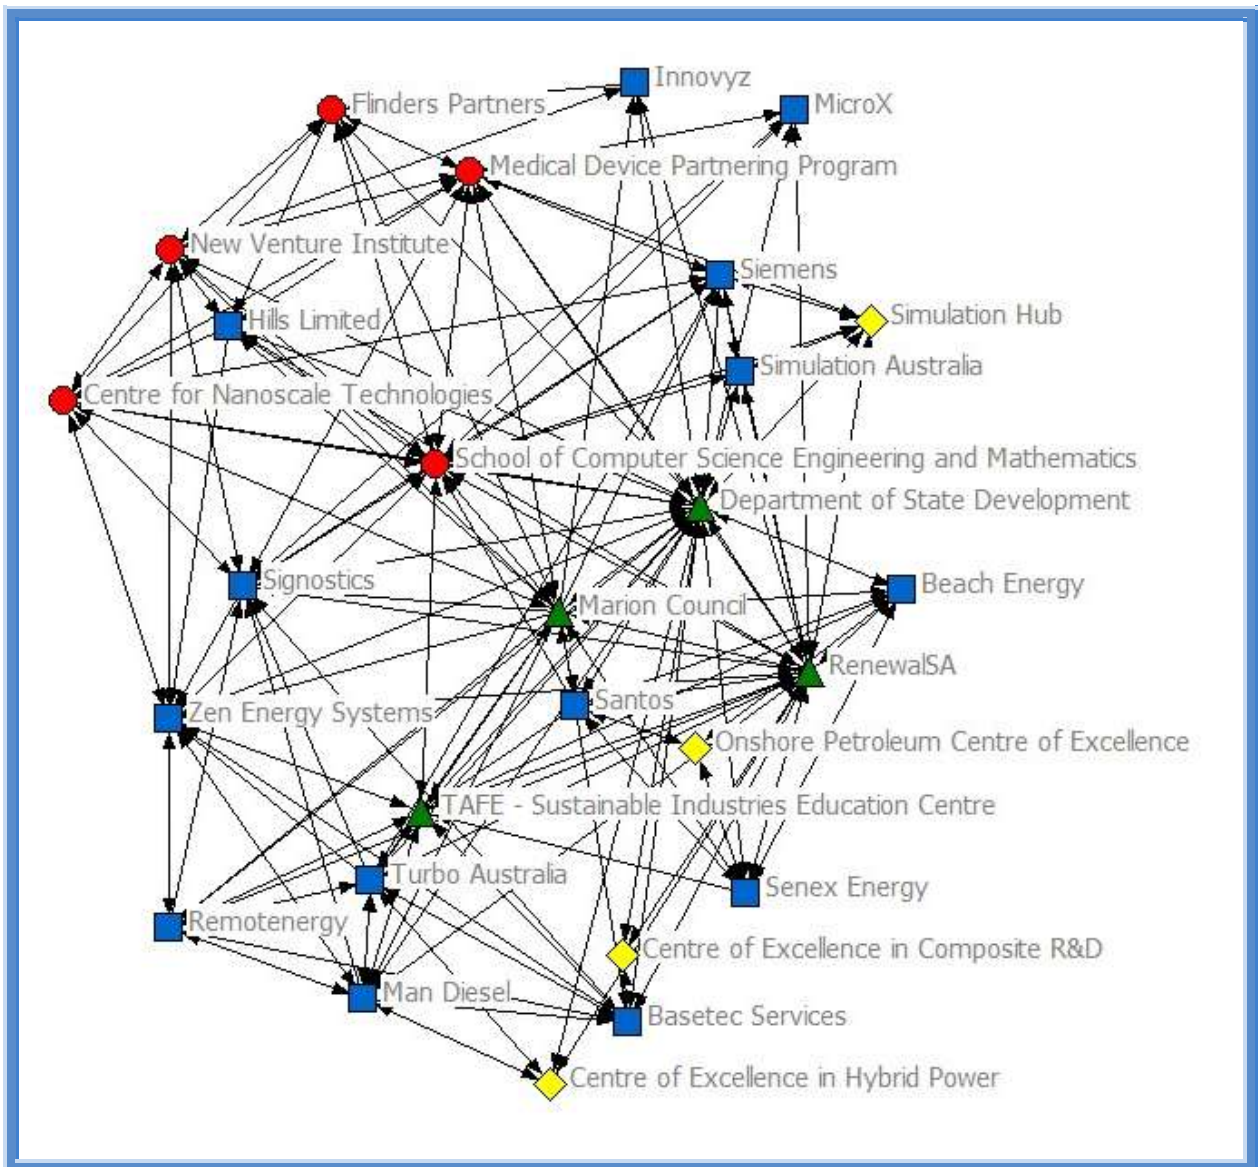 Innovyz
Flinders Partners
MicroX
Medical Device Partnering Program
New Venture Institute
Siemens
Hills Limited
Simulation Hub
Simulation Australia
Centre for Nanoscale Technologies
School of Computer Science Engineering and Mathematics
Department of State Development
Signostics
Beach Energy
Marion Council
RenewalSA
Santos
Zen Energy Systems
Onshore Petroleum Centre of Excellence
TAFE - Sustainable Industries Education Centre
Turbo Australia
Senex Energy
Remotenergy
Centre of Excellence in Composite R&D
Man Diesel
Basetec Services
Centre of Excellence in Hybrid Power